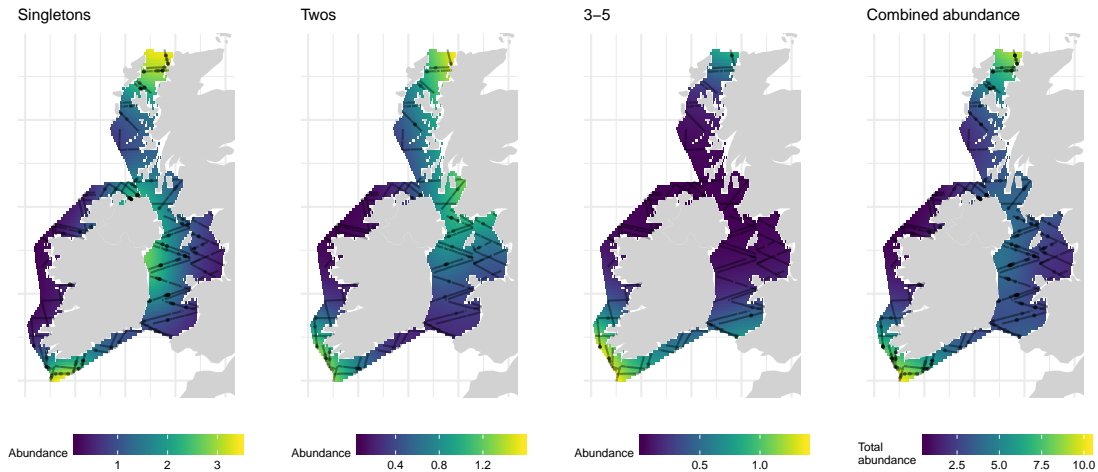 Singletons
Twos
3−5
Combined abundance
Abundance
1 2 3
Abundance
0.4 0.8 1.2
Abundance
0.5 1.0
Total
abundance
2.5 5.0 7.5 10.0